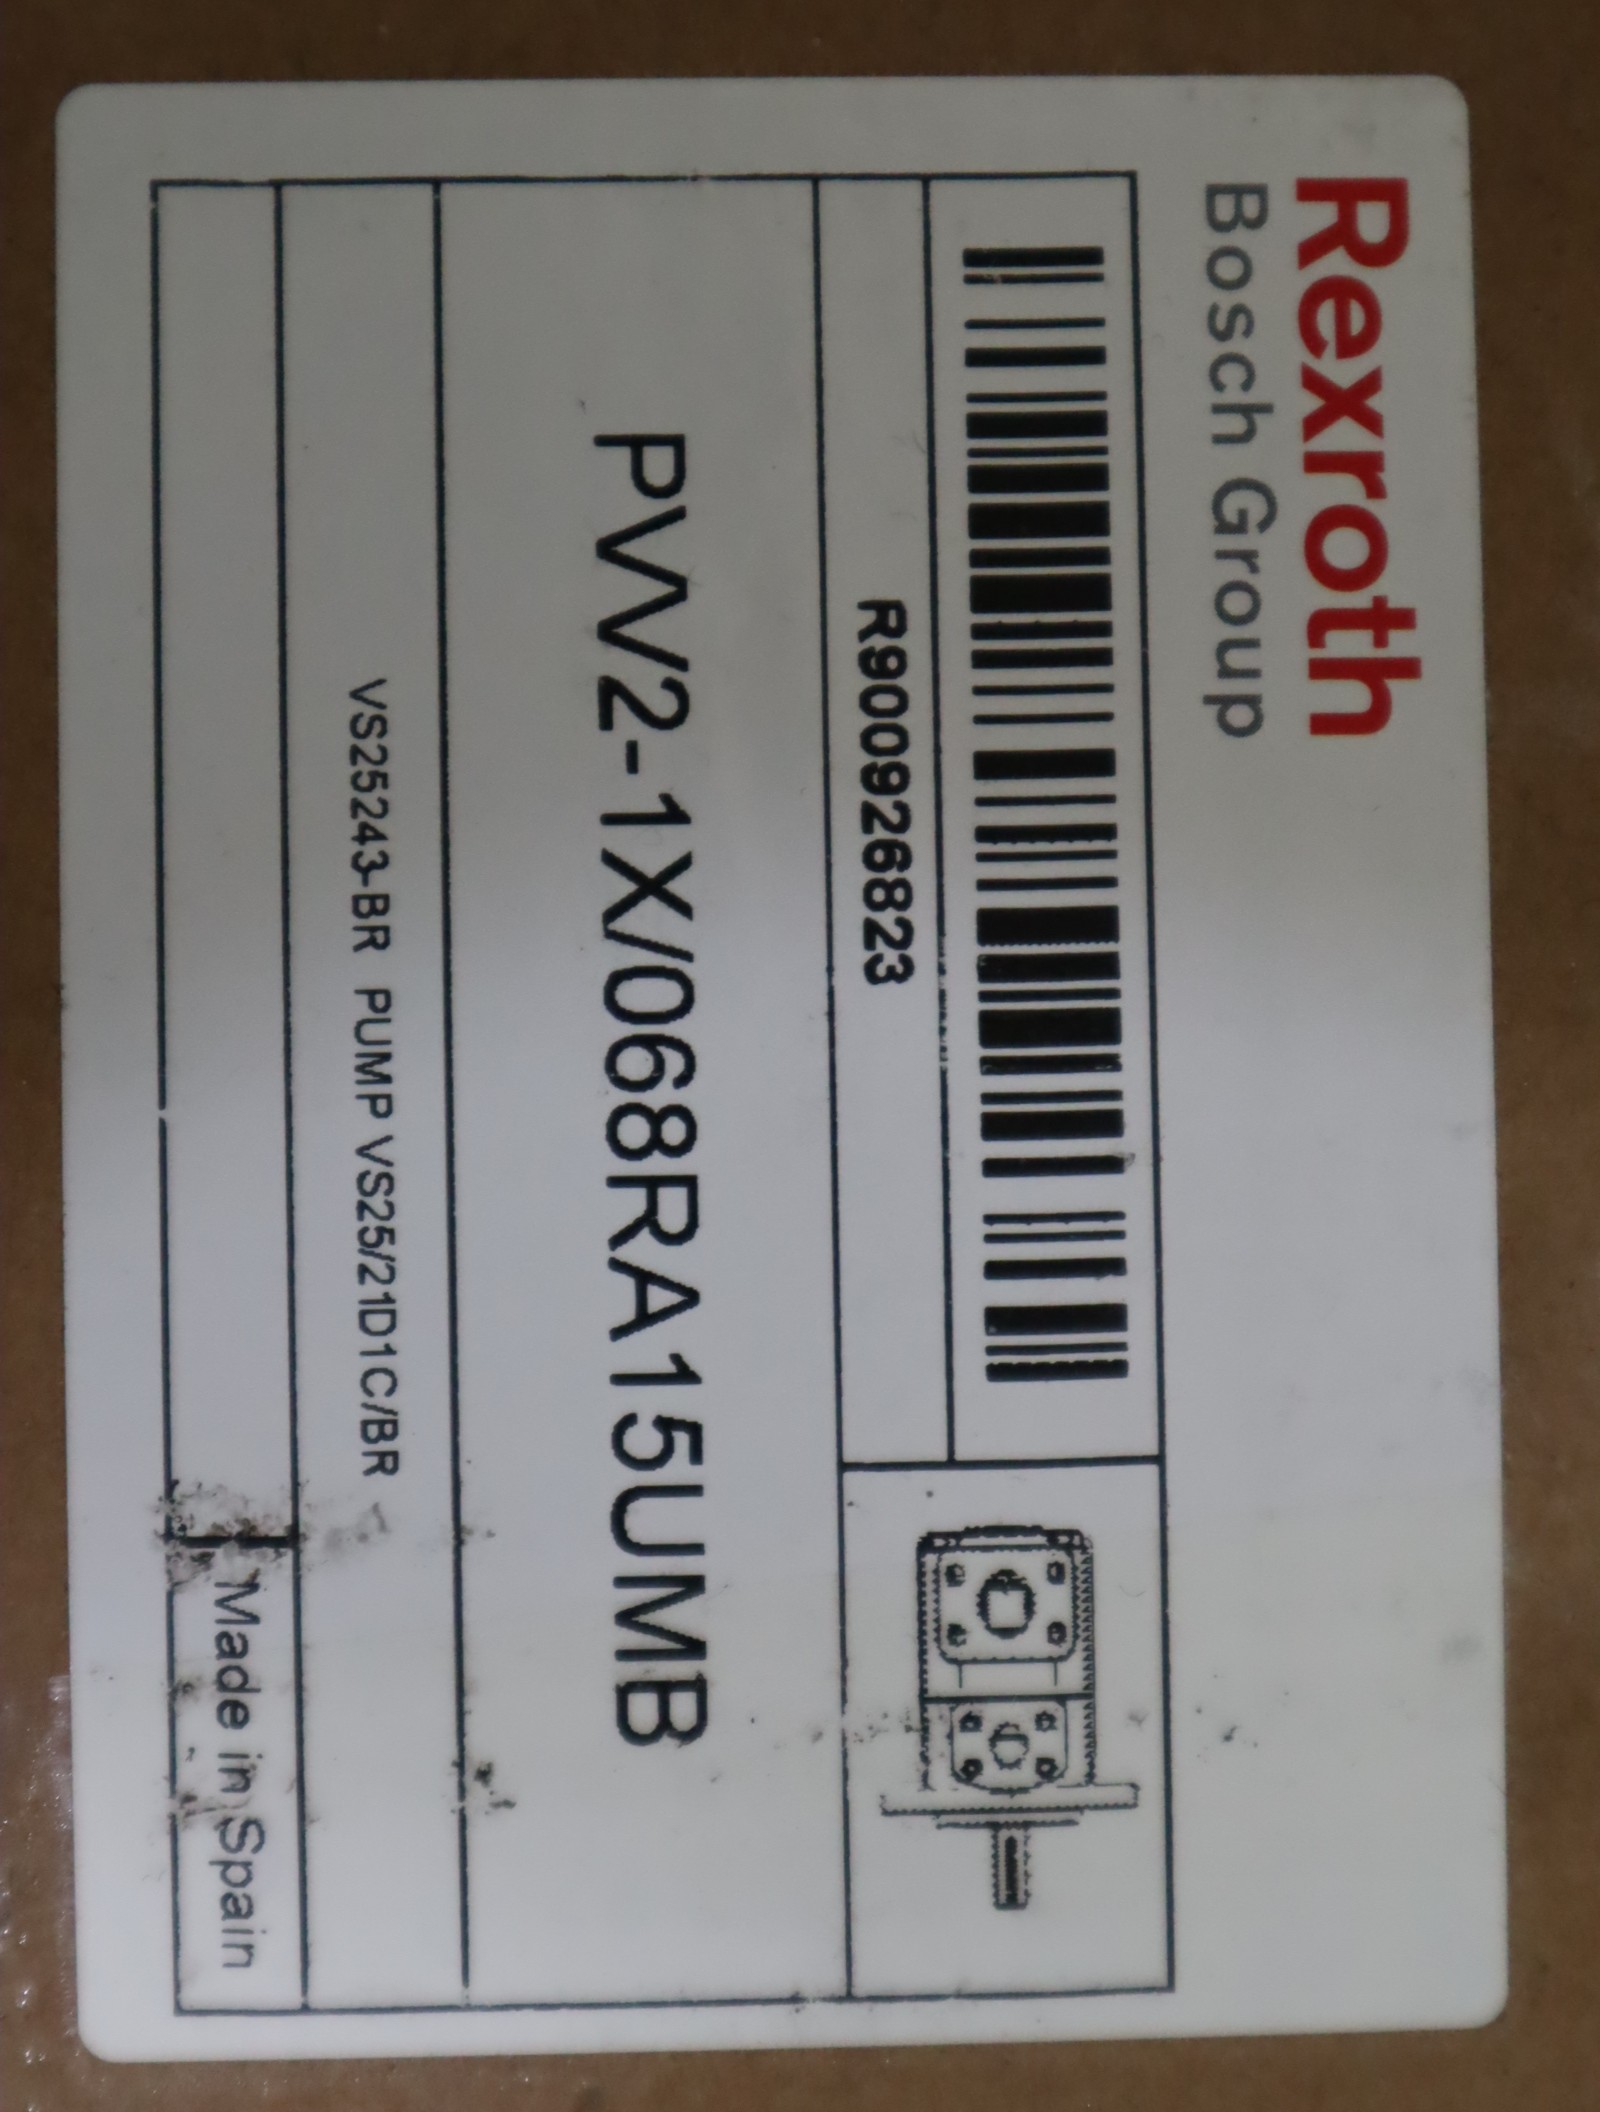 Rexroth
Bosch Group
R900926823
PVV2-1X/068RA15UMB
VS25243-BR PUMP VS25/21D1C/BR
Made in Spain